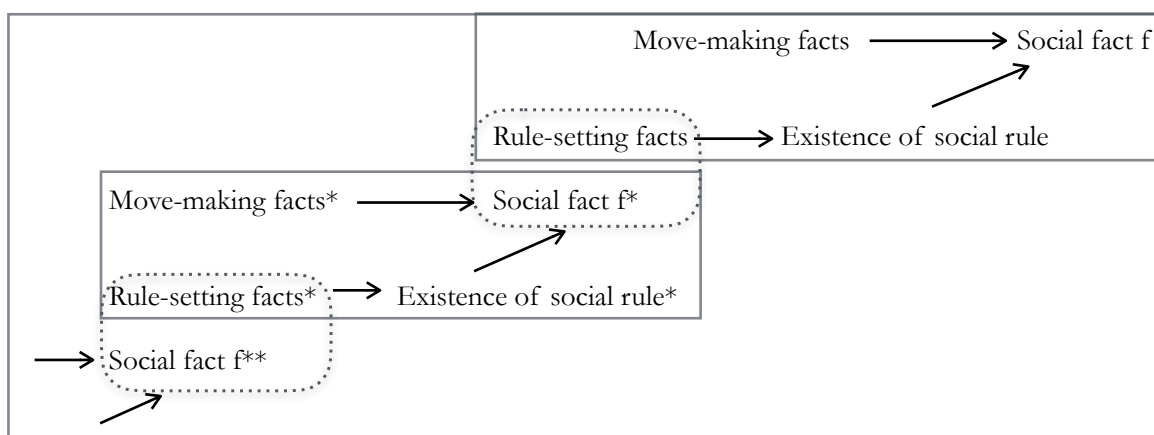 Move-making facts Social fact f
Rule-setting facts Existence of social rule
Move-making facts* Social fact f*
Rule-setting facts* Existence of social rule*
Social fact f**